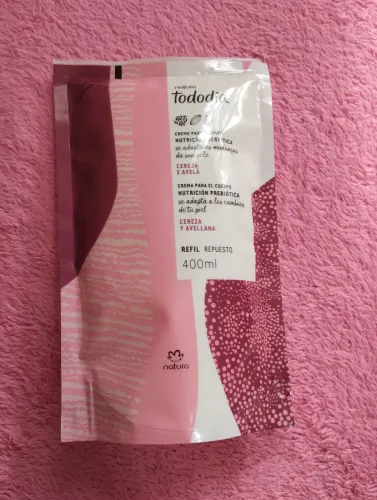 natura
tododia
CREME PARA
NUTRIÇÃO PREBIÓTICA
se adapta às mudanças
da sua pele
CEREJA
E AVELÃ
CREMA PARA EL CUERPO
NUTRICIÓN PREBIÓTICA
se adapta a los cambios
de tu piel
CEREZA
Y AVELLANA
REFIL REPUESTO
400ml
natura